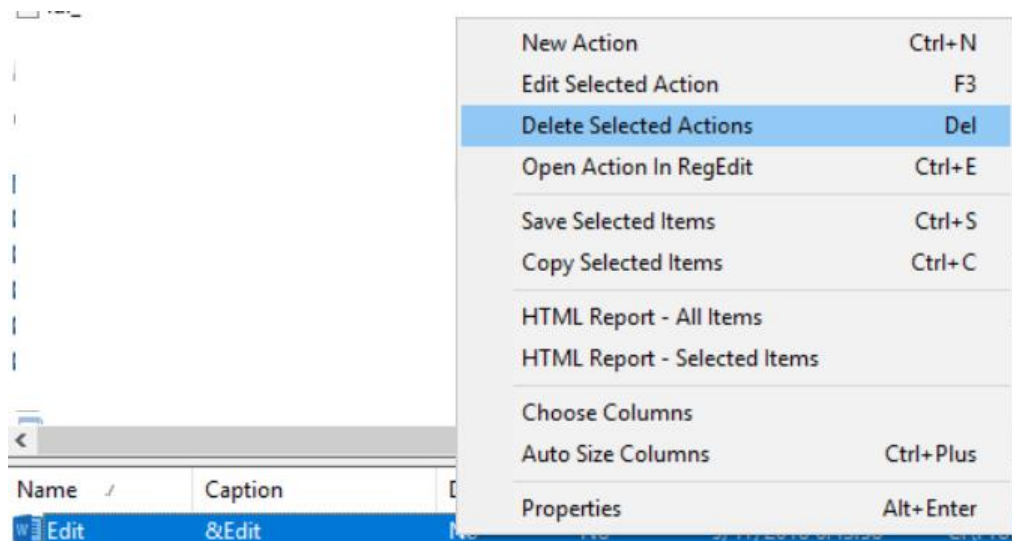 New Action Ctrl+N
Edit Selected Action F3
Delete Selected Actions Del
Open Action In RegEdit Ctrl+E
Save Selected Items Ctrl+S
Copy Selected Items Ctrl+C
HTML Report - All Items
HTML Report - Selected Items
Choose Columns
Auto Size Columns Ctrl+Plus
Properties Alt+Enter
Name Caption
Edit &Edit